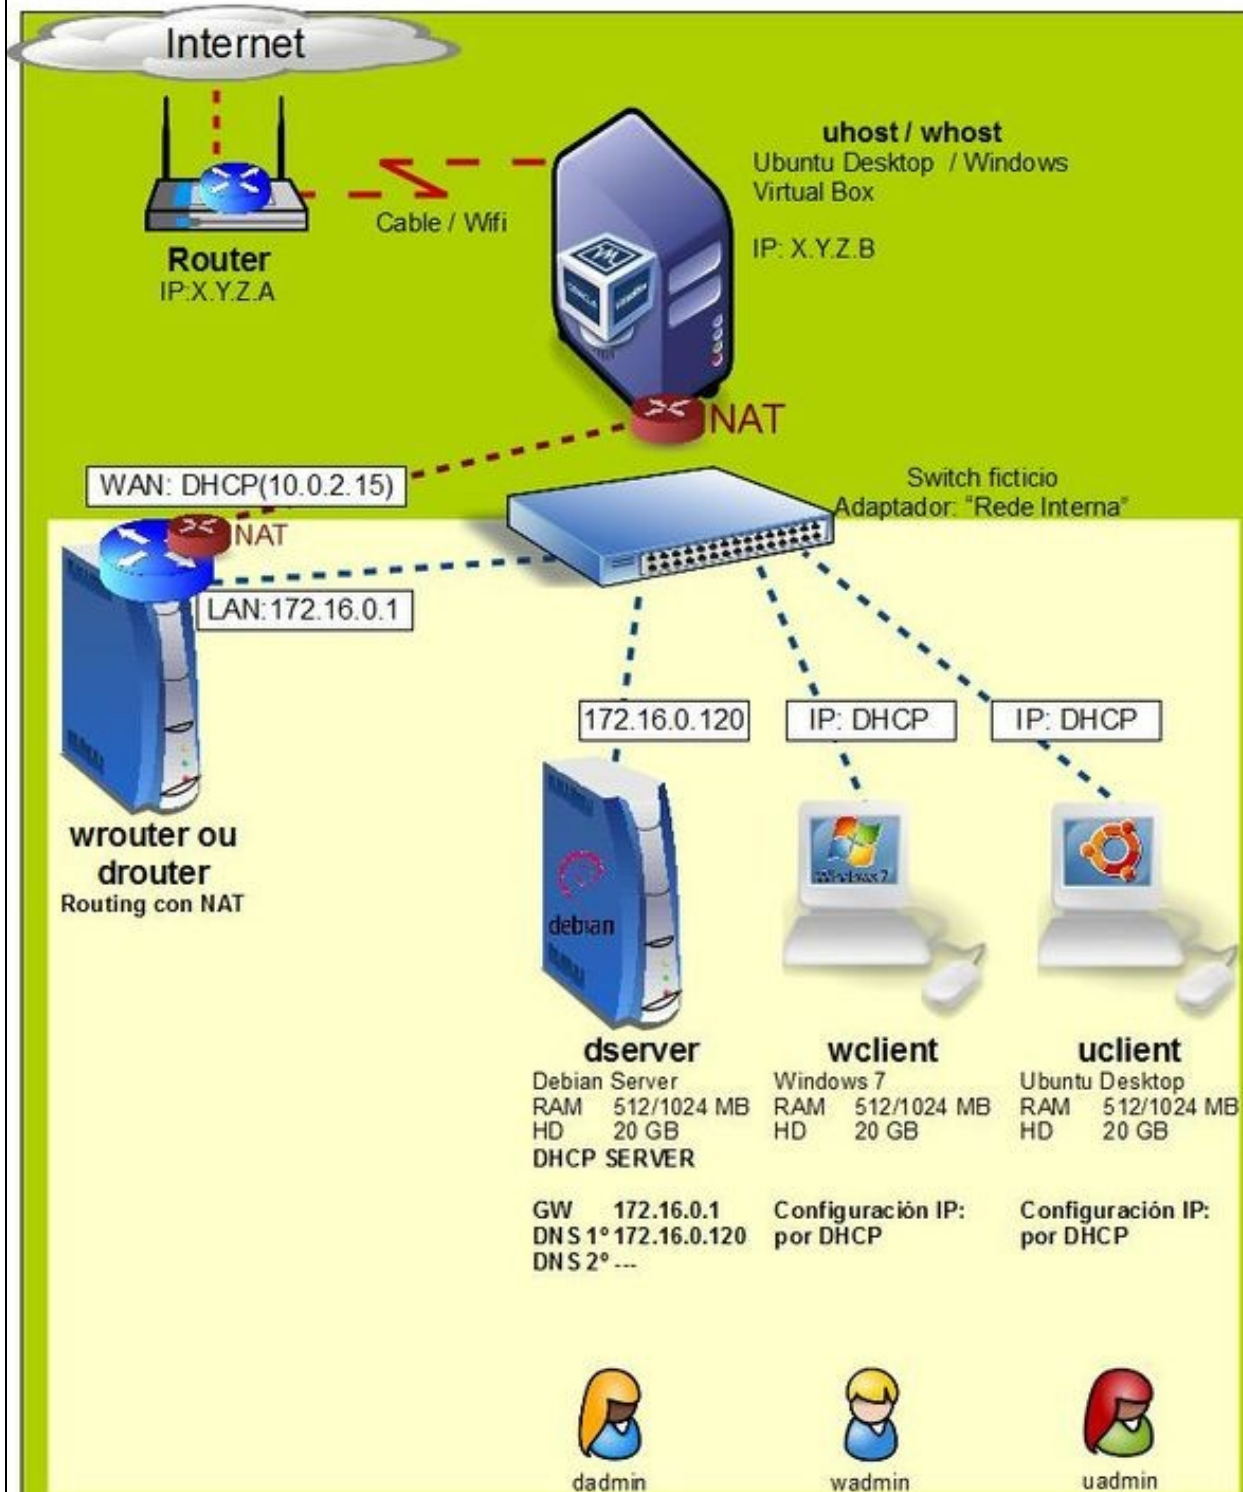 Internet
uhost / whost
Ubuntu Desktop / Windows
Virtual Box
IP: X.Y.Z.B
Cable / Wifi
Router
IP:X.Y.Z.A
NAT
WAN: DHCP(10.0.2.15)
Switch ficticio
Adaptador: "Rede Interna"
NAT
LAN:172.16.0.1
172.16.0.120
IP: DHCP
IP: DHCP
wrouter ou
drouter
Routing con NAT
Windows 7
debian
dserver
Debian Server
RAM 512/1024 MB
HD 20 GB
DHCP SERVER
GW 172.16.0.1
DNS 1º 172.16.0.120
DNS 2º ---
wclient
Windows 7
RAM 512/1024 MB
HD 20 GB
Configuración IP:
por DHCP
uclient
Ubuntu Desktop
RAM 512/1024 MB
HD 20 GB
Configuración IP:
por DHCP
dadmin
wadmin
uadmin